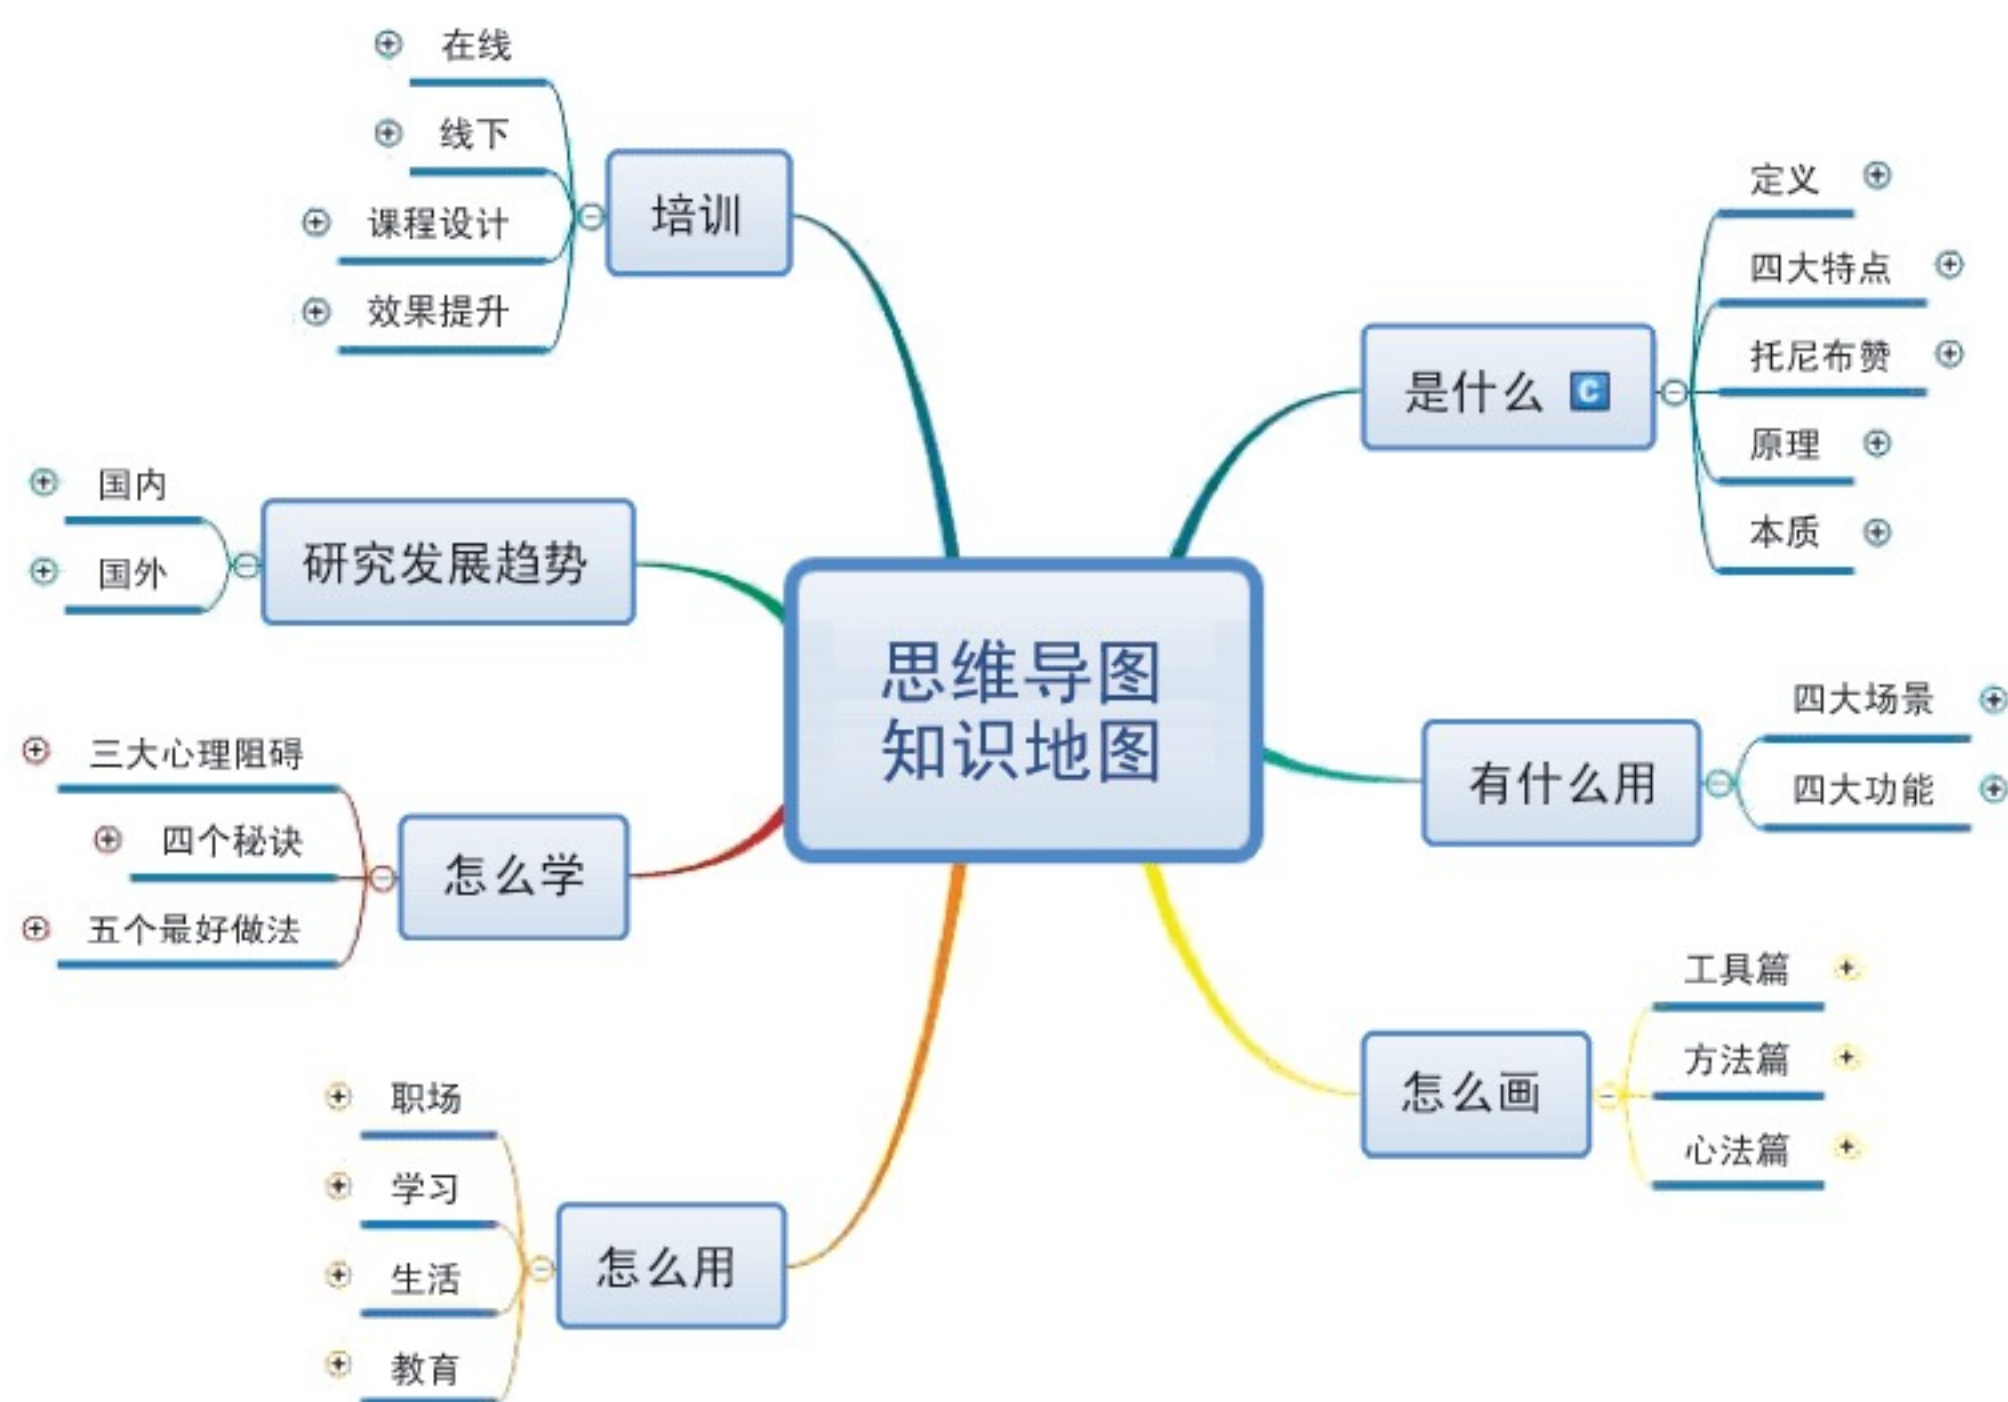 思维导图
知识地图
是什么 C
定义
四大特点
托尼布赞
原理
本质
有什么用
四大场景
四大功能
怎么画
工具篇
方法篇
心法篇
怎么用
职场
学习
生活
教育
怎么学
三大心理阻碍
四个秘诀
五个最好做法
研究发展趋势
国内
国外
培训
在线
线下
课程设计
效果提升